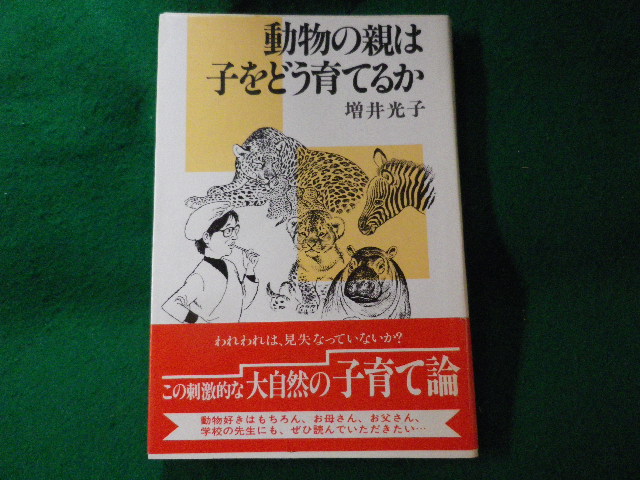 動物の親は
子をどう育てるか
増井光子
われわれは、見失なっていないか?
この刺激的な大自然の子育て論
動物好きはもちろん、お母さん、お父さん、
学校の先生にも、ぜひ読んでいただきたい…